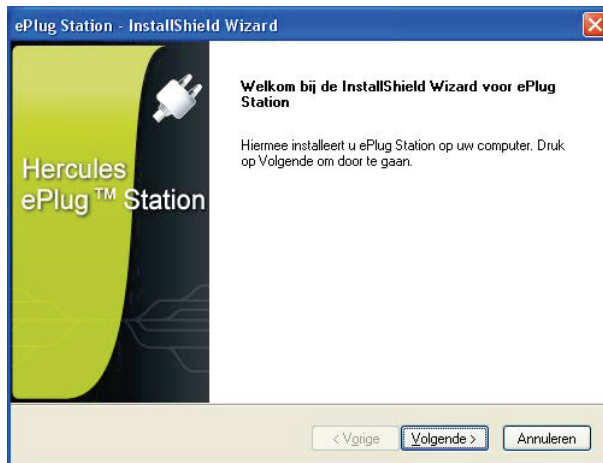 ePlug Station - InstallShield Wizard
Hercules
ePlug™ Station
Welkom bij de InstallShield Wizard voor ePlug
Station
Hiermee installeert u ePlug Station op uw computer. Druk
op Volgende om door te gaan.
< Vorige
Volgende >
Annuleren